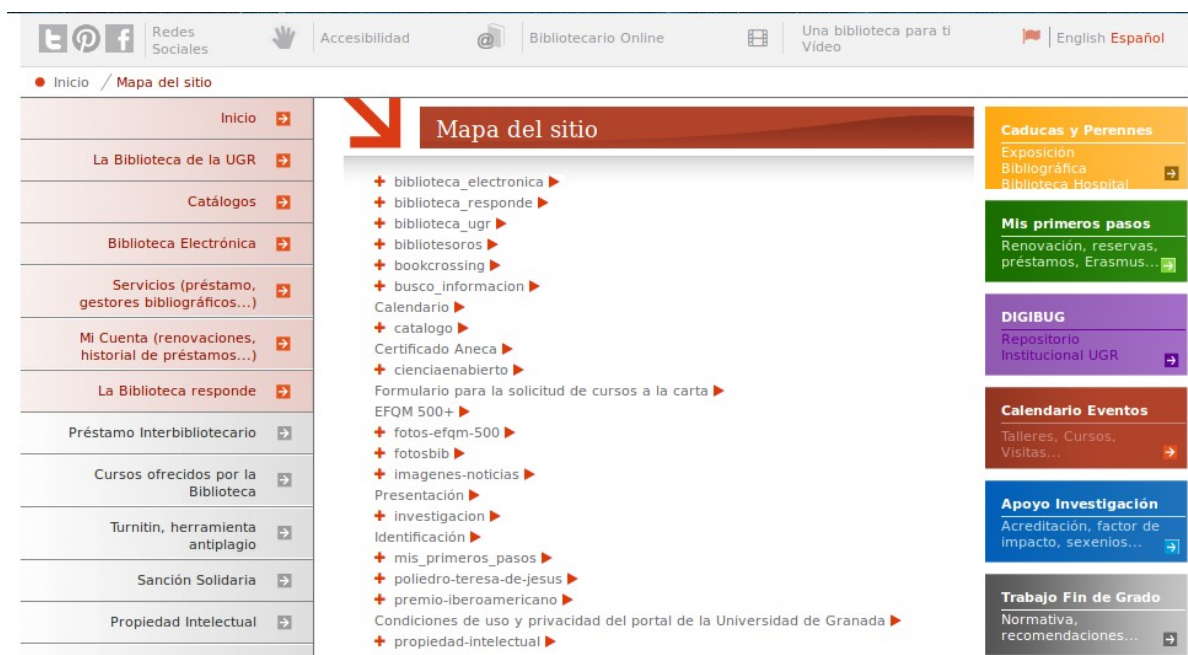 Redes
Sociales
Accesibilidad
@
Bibliotecario Online
Una biblioteca para ti
Vídeo
English Español
Inicio / Mapa del sitio
Inicio
La Biblioteca de la UGR
Catálogos
Biblioteca Electrónica
Servicios (préstamo,
gestores bibliográficos...)
Mi Cuenta (renovaciones,
historial de préstamos...)
La Biblioteca responde
Préstamo Interbibliotecario
Cursos ofrecidos por la
Biblioteca
Turnitin, herramienta
antiplagio
Sanción Solidaria
Propiedad Intelectual
Mapa del sitio
biblioteca_electronica
biblioteca_responde
biblioteca_ugr
bibliotesoros
bookcrossing
busco_informacion
Calendario
catalogo
Certificado Aneca
cienciaenabierto
Formulario para la solicitud de cursos a la carta
EFQM 500+
fotos-efqm-500
fotosbib
imagenes-noticias
Presentación
investigacion
Identificación
mis_primeros_pasos
poliedro-teresa-de-jesus
premio-iberoamericano
Condiciones de uso y privacidad del portal de la Universidad de Granada
propiedad-intelectual
Caducas y Perennes
Exposición
Bibliográfica
Biblioteca Hospital
Mis primeros pasos
Renovación, reservas,
préstamos, Erasmus...
DIGIBUG
Repositorio
Institucional UGR
Calendario Eventos
Talleres, Cursos,
Visitas...
Apoyo Investigación
Acreditación, factor de
impacto, sexenios...
Trabajo Fin de Grado
Normativa,
recomendaciones...